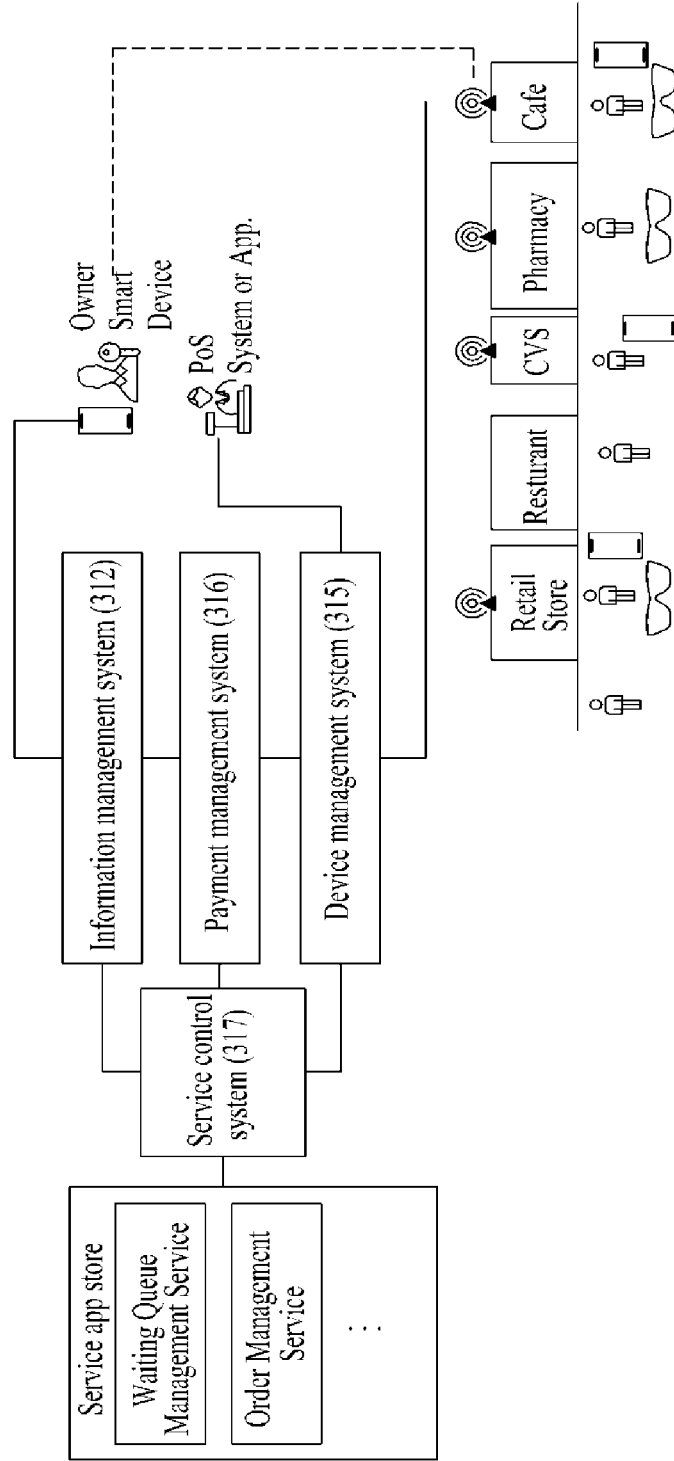 Service app store
Waiting Queue
Management Service
Order Management
Service
. . .
Service control
system (317)
Information management system (312)
Payment management system (316)
Device management system (315)
Owner
Smart
Device
PoS
System or App.
Retail
Store
Resturant
CVS
Pharmacy
Cafe